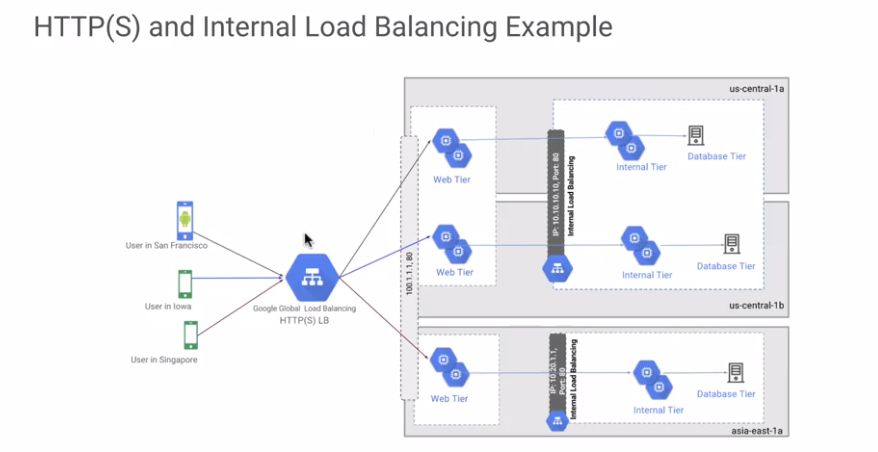 HTTP(S) and Internal Load Balancing Example
us-central-1a
Web Tier
IP: 10.10.10.10, Port: 80
Internal Load Balancing
Internal Tier
Database Tier
User in San Francisco
User in Iowa
User in Singapore
Google Global Load Balancing
HTTP(S) LB
100.1.1.1, 80
Web Tier
Internal Tier
Database Tier
us-central-1b
Web Tier
IP: 10.20.1.1,
Port: 80
Internal Load Balancing
Internal Tier
Database Tier
asia-east-1a